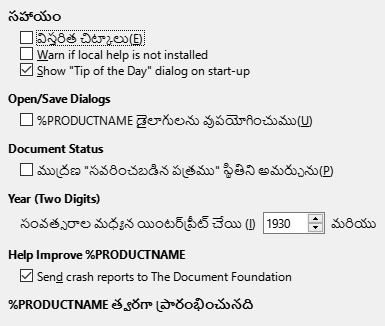 సహాయం
విస్తరిత చిట్కాలు(E)
Warn if local help is not installed
Show "Tip of the Day" dialog on start-up
Open/Save Dialogs
%PRODUCTNAME డైలాగులను వుపయోగించుము(U)
Document Status
ముద్రణ "సవరించబడిన పత్రము" స్థితిని అమర్చును(P)
Year (Two Digits)
సంవత్సరాల మధ్యన యింటర్‌ప్రీట్ చేయి (I) 1930 మరియు
Help Improve %PRODUCTNAME
Send crash reports to The Document Foundation
%PRODUCTNAME త్వరగా ప్రారంభించునది